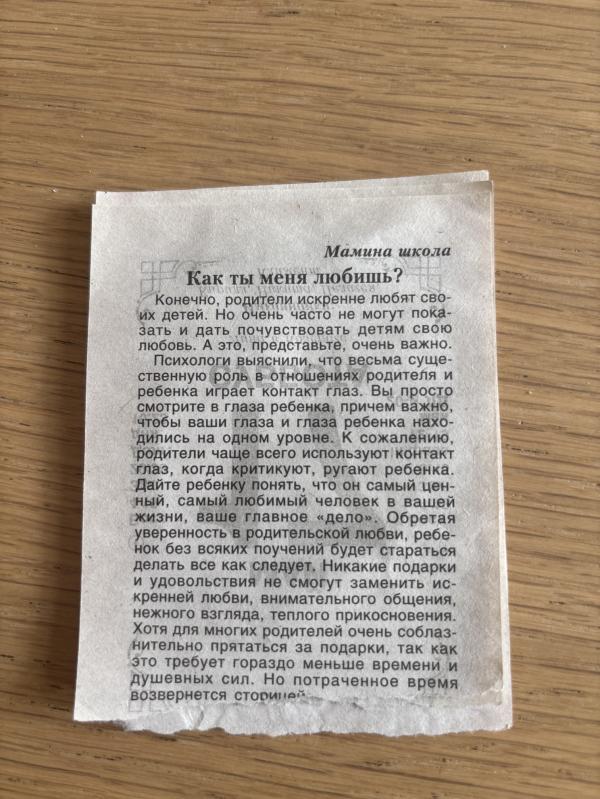 Мамина школа
Как ты меня любишь?
Конечно, родители искренне любят сво-
их детей. Но очень часто не могут пока-
зать и дать почувствовать детям свою
любовь. А это, представьте, очень важно.
Психологи выяснили, что весьма суще-
ственную роль в отношениях родителя и
ребенка играет контакт глаз. Вы просто
смотрите в глаза ребенка, причем важно,
чтобы ваши глаза и глаза ребенка нахо-
дились на одном уровне. К сожалению,
родители чаще всего используют контакт
глаз, когда критикуют, ругают ребенка.
Дайте ребенку понять, что он самый цен-
ный, самый любимый человек в вашей
жизни, ваше главное «дело». Обретая
уверенность в родительской любви, ребе-
нок без всяких поучений будет стараться
делать все как следует. Никакие подарки
и удовольствия не смогут заменить ис-
кренней любви, внимательного общения,
нежного взгляда, теплого прикосновения.
Хотя для многих родителей очень соблаз-
нительно прятаться за подарки, так как
это требует гораздо меньше времени и
душевных сил. Но потраченное время
возвернется сторицей.